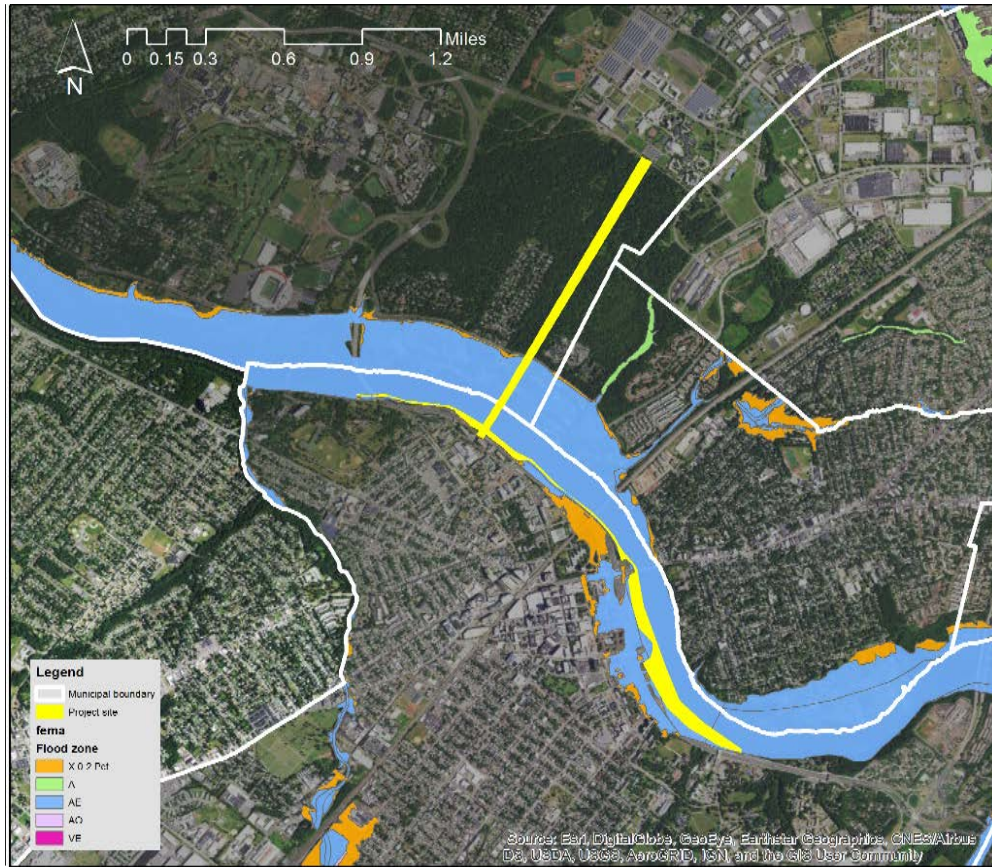 N
Miles
0 0.15 0.3 0.6 0.9 1.2
Legend
Municipal boundary
Project site
fema
Flood zone
X 0.2 Pct
A
AE
AO
VE
Source: Esri, DigitalGlobe, GeoEye, Earthstar Geographics, CNES/Airbus
DS, USDA, USGS, AeroGRID, IGN, and the GIS User Community